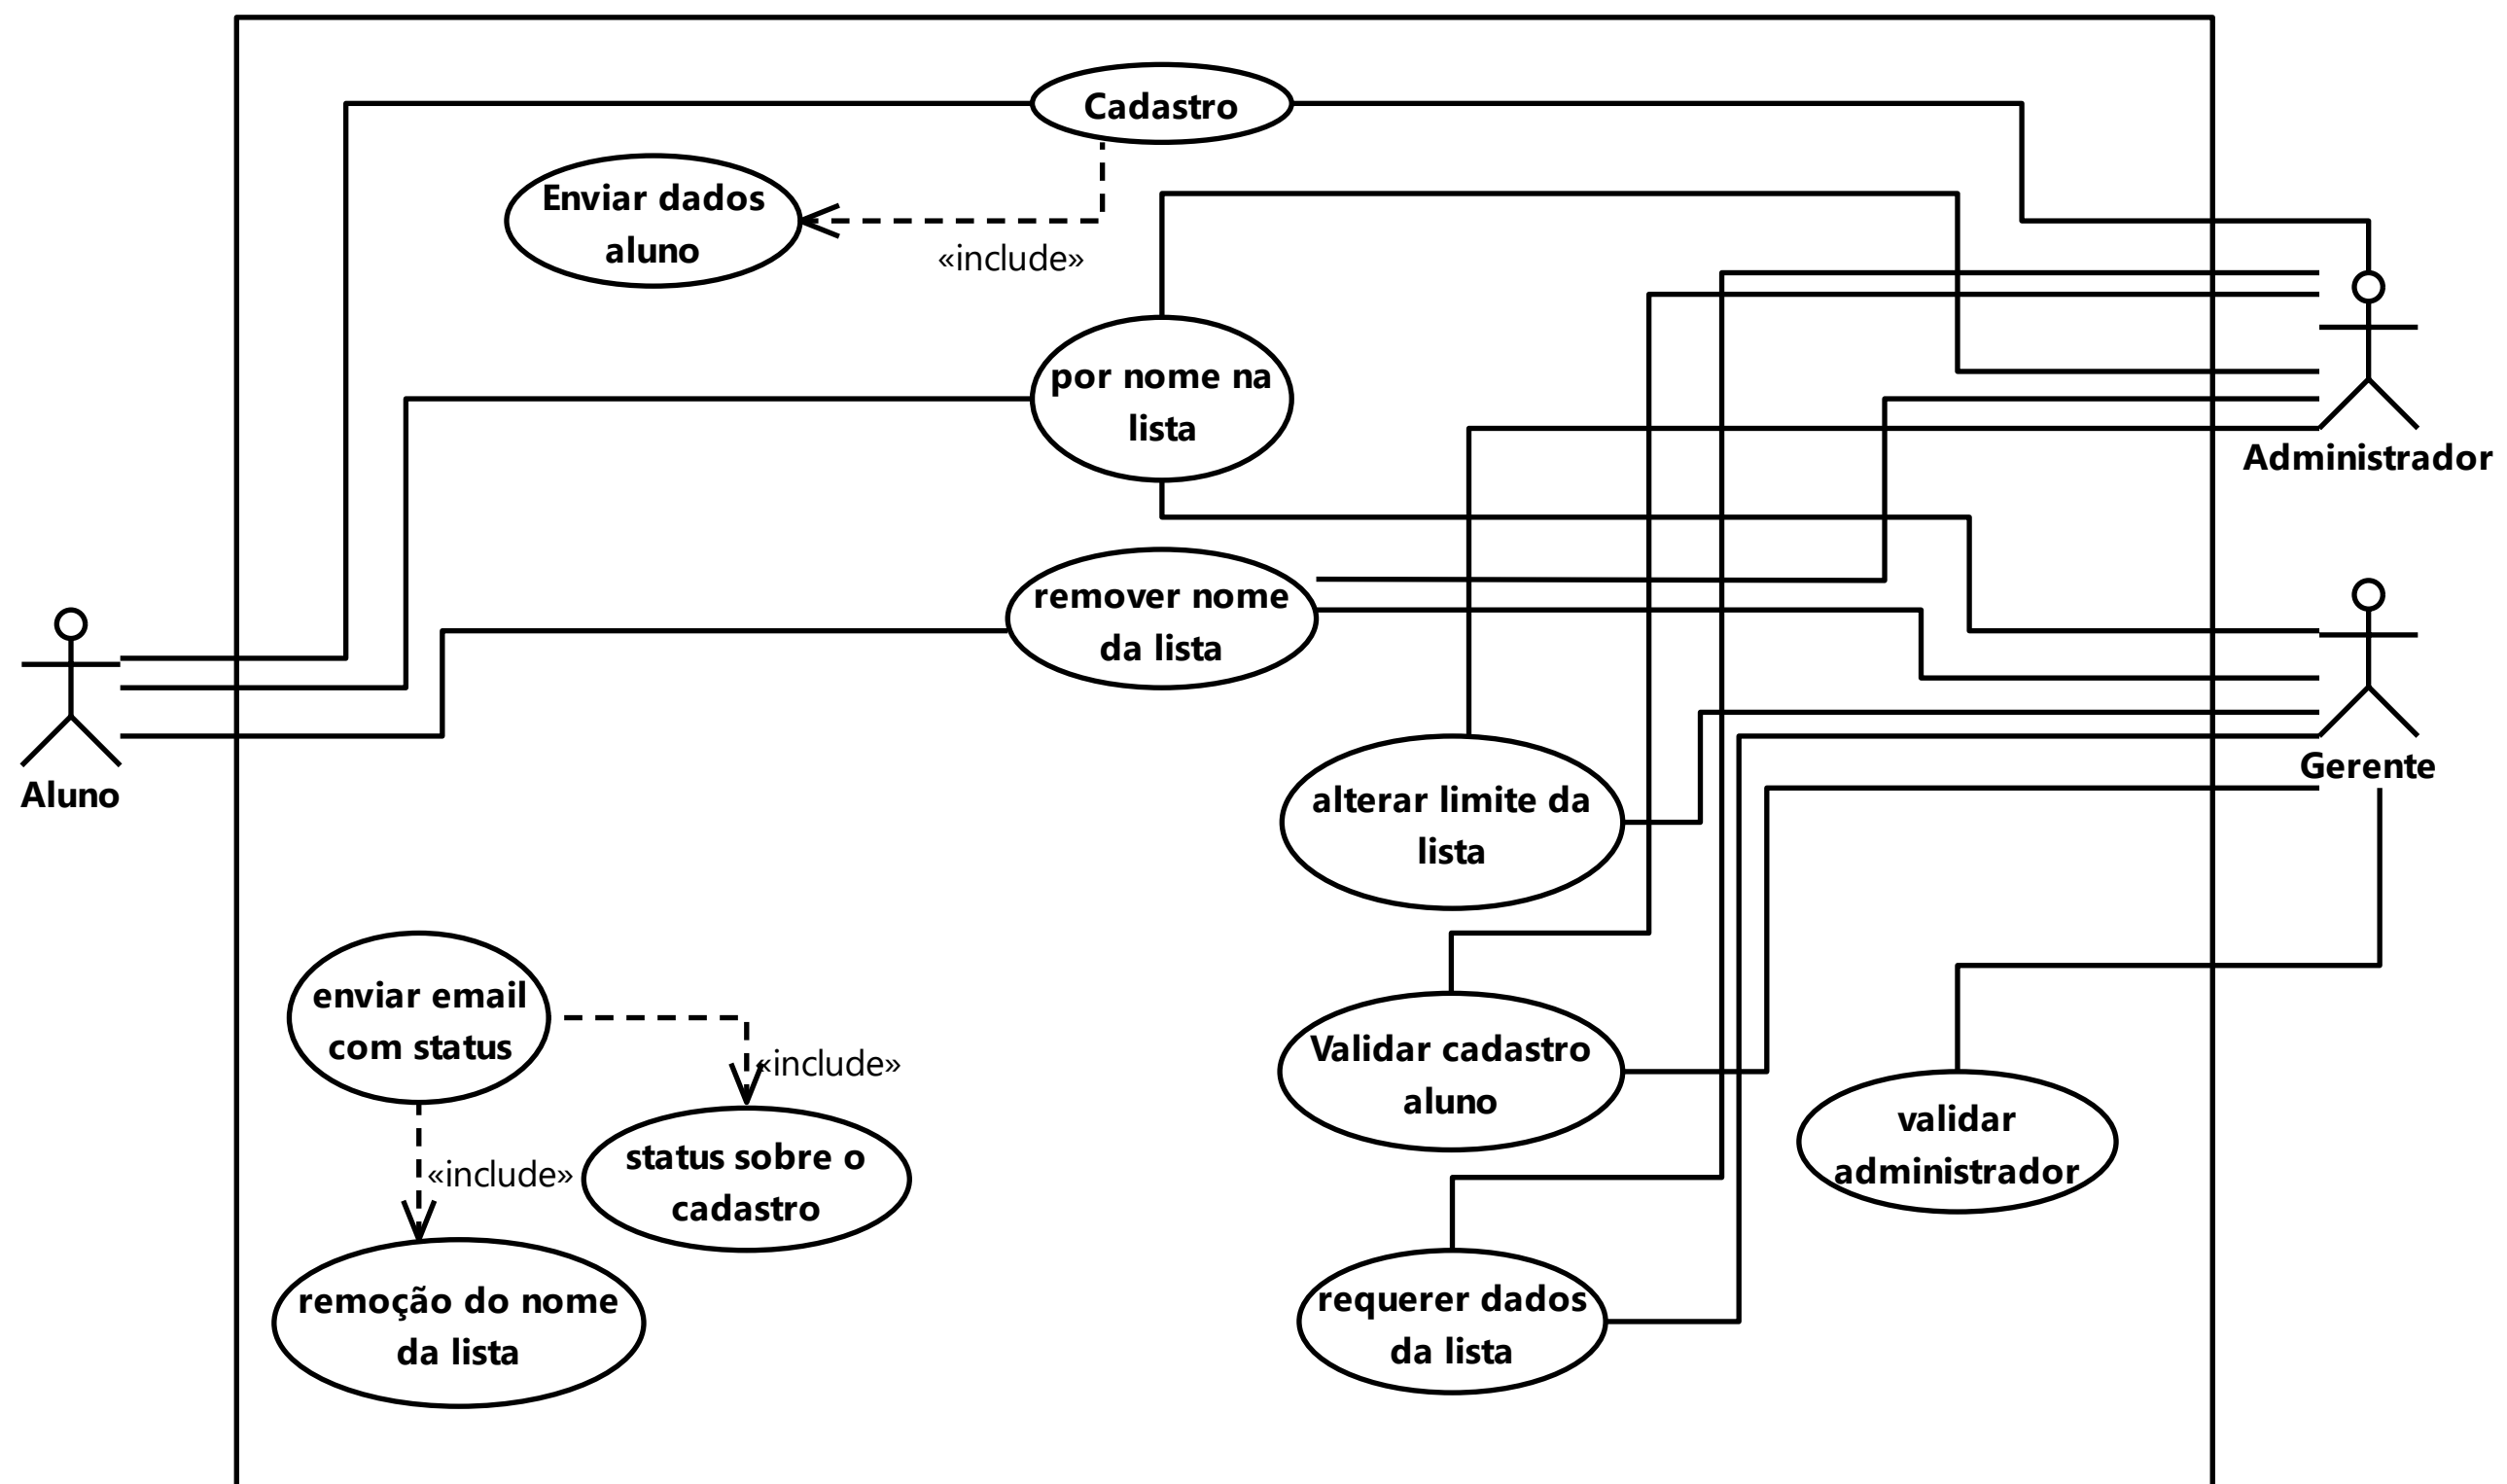 Cadastro
Enviar dados
aluno
«include»
por nome na
lista
Administrador
remover nome
da lista
Aluno
Gerente
alterar limite da
lista
enviar email
com status
«include»
Validar cadastro
aluno
validar
administrador
«include»
status sobre o
cadastro
remoção do nome
da lista
requerer dados
da lista